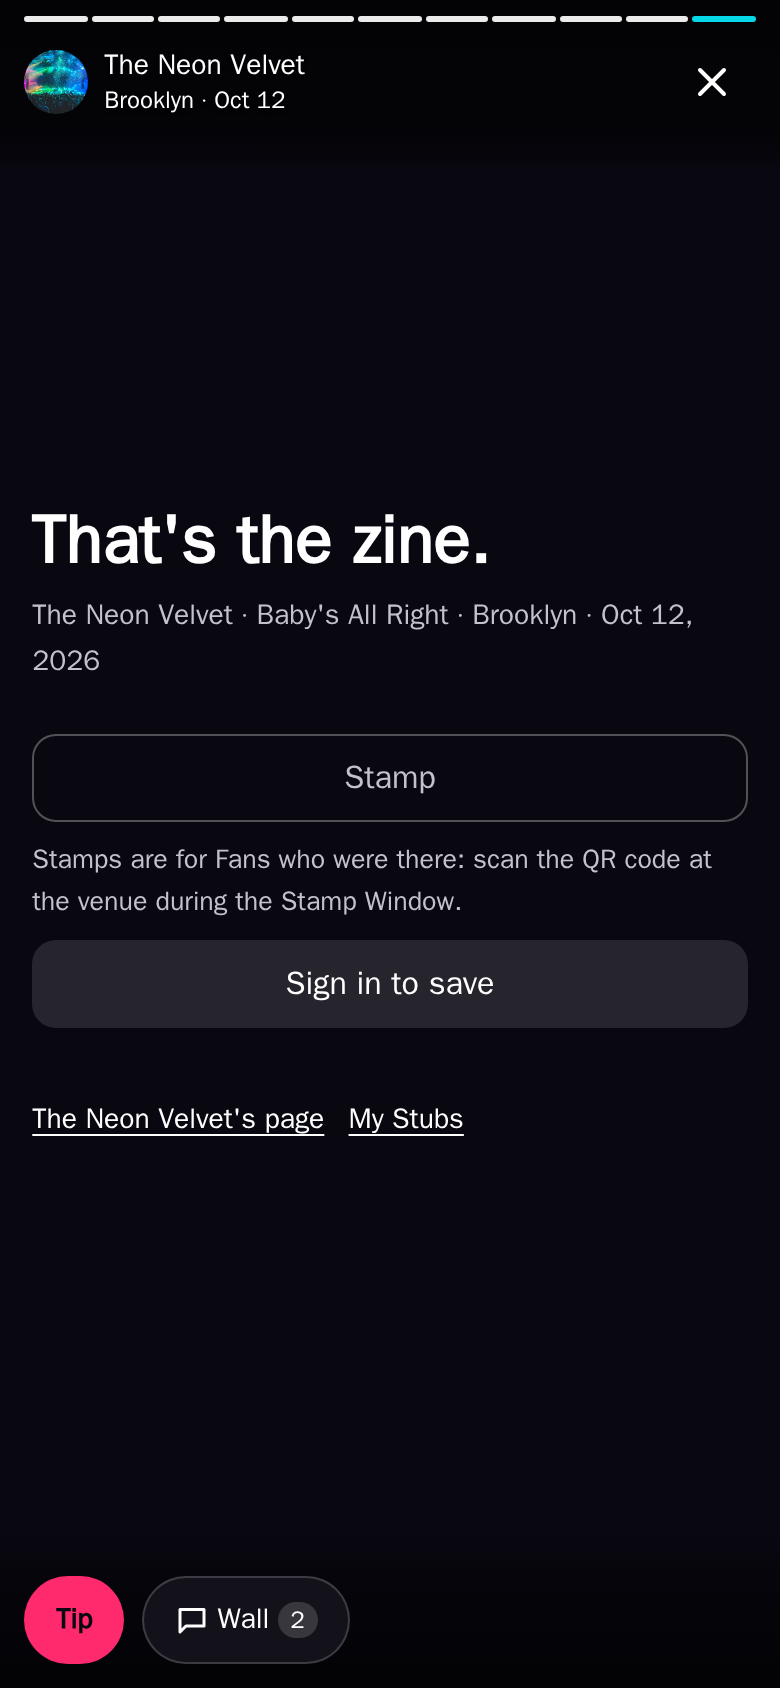 The Neon Velvet
Brooklyn · Oct 12
That's the zine.
The Neon Velvet · Baby's All Right · Brooklyn · Oct 12,
2026
Stamp
Stamps are for Fans who were there: scan the QR code at
the venue during the Stamp Window.
Sign in to save
The Neon Velvet's page My Stubs
Tip Wall 2